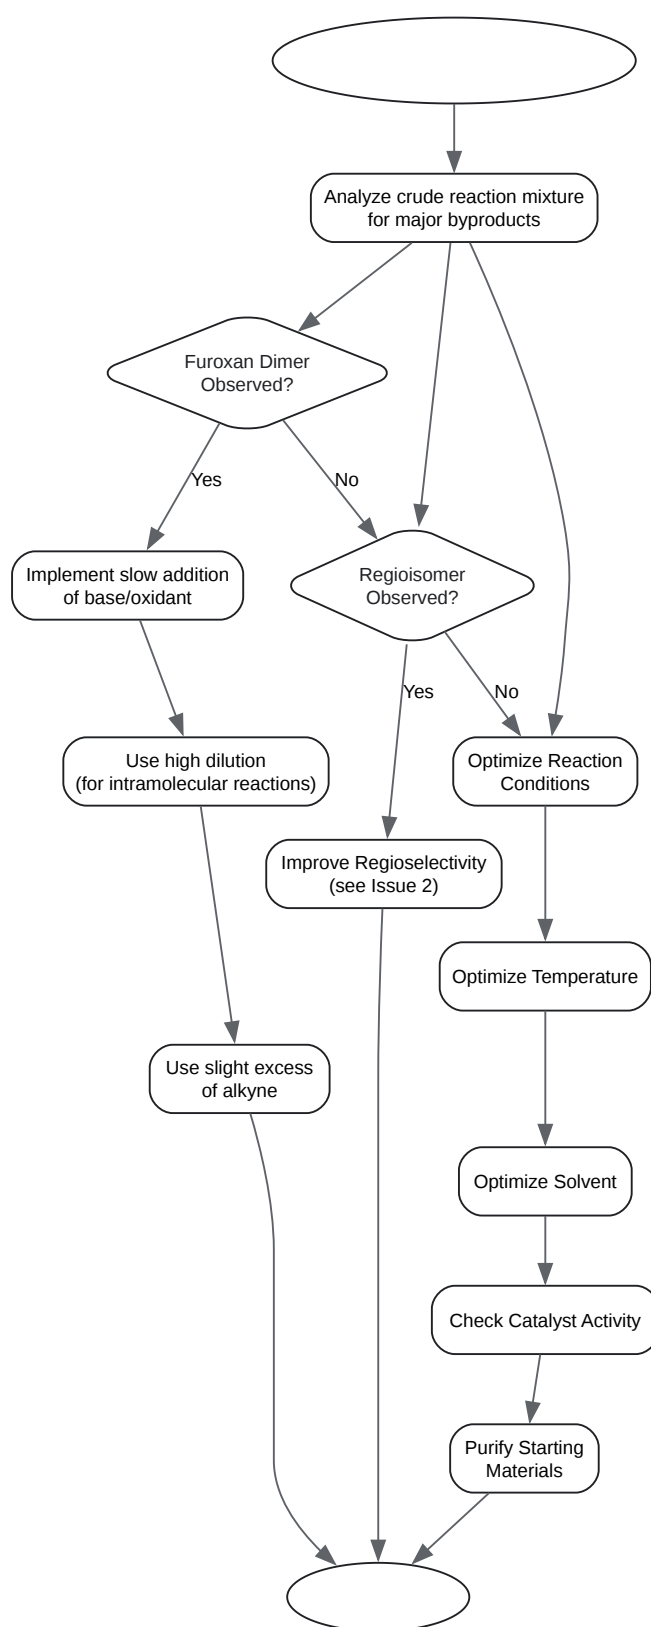 Analyze crude reaction mixture
for major byproducts
Furoxan Dimer
Observed?
Yes
No
Implement slow addition
of base/oxidant
Regioisomer
Observed?
Yes
No
Use high dilution
(for intramolecular reactions)
Optimize Reaction
Conditions
Improve Regioselectivity
(see Issue 2)
Optimize Temperature
Use slight excess
of alkyne
Optimize Solvent
Check Catalyst Activity
Purify Starting
Materials